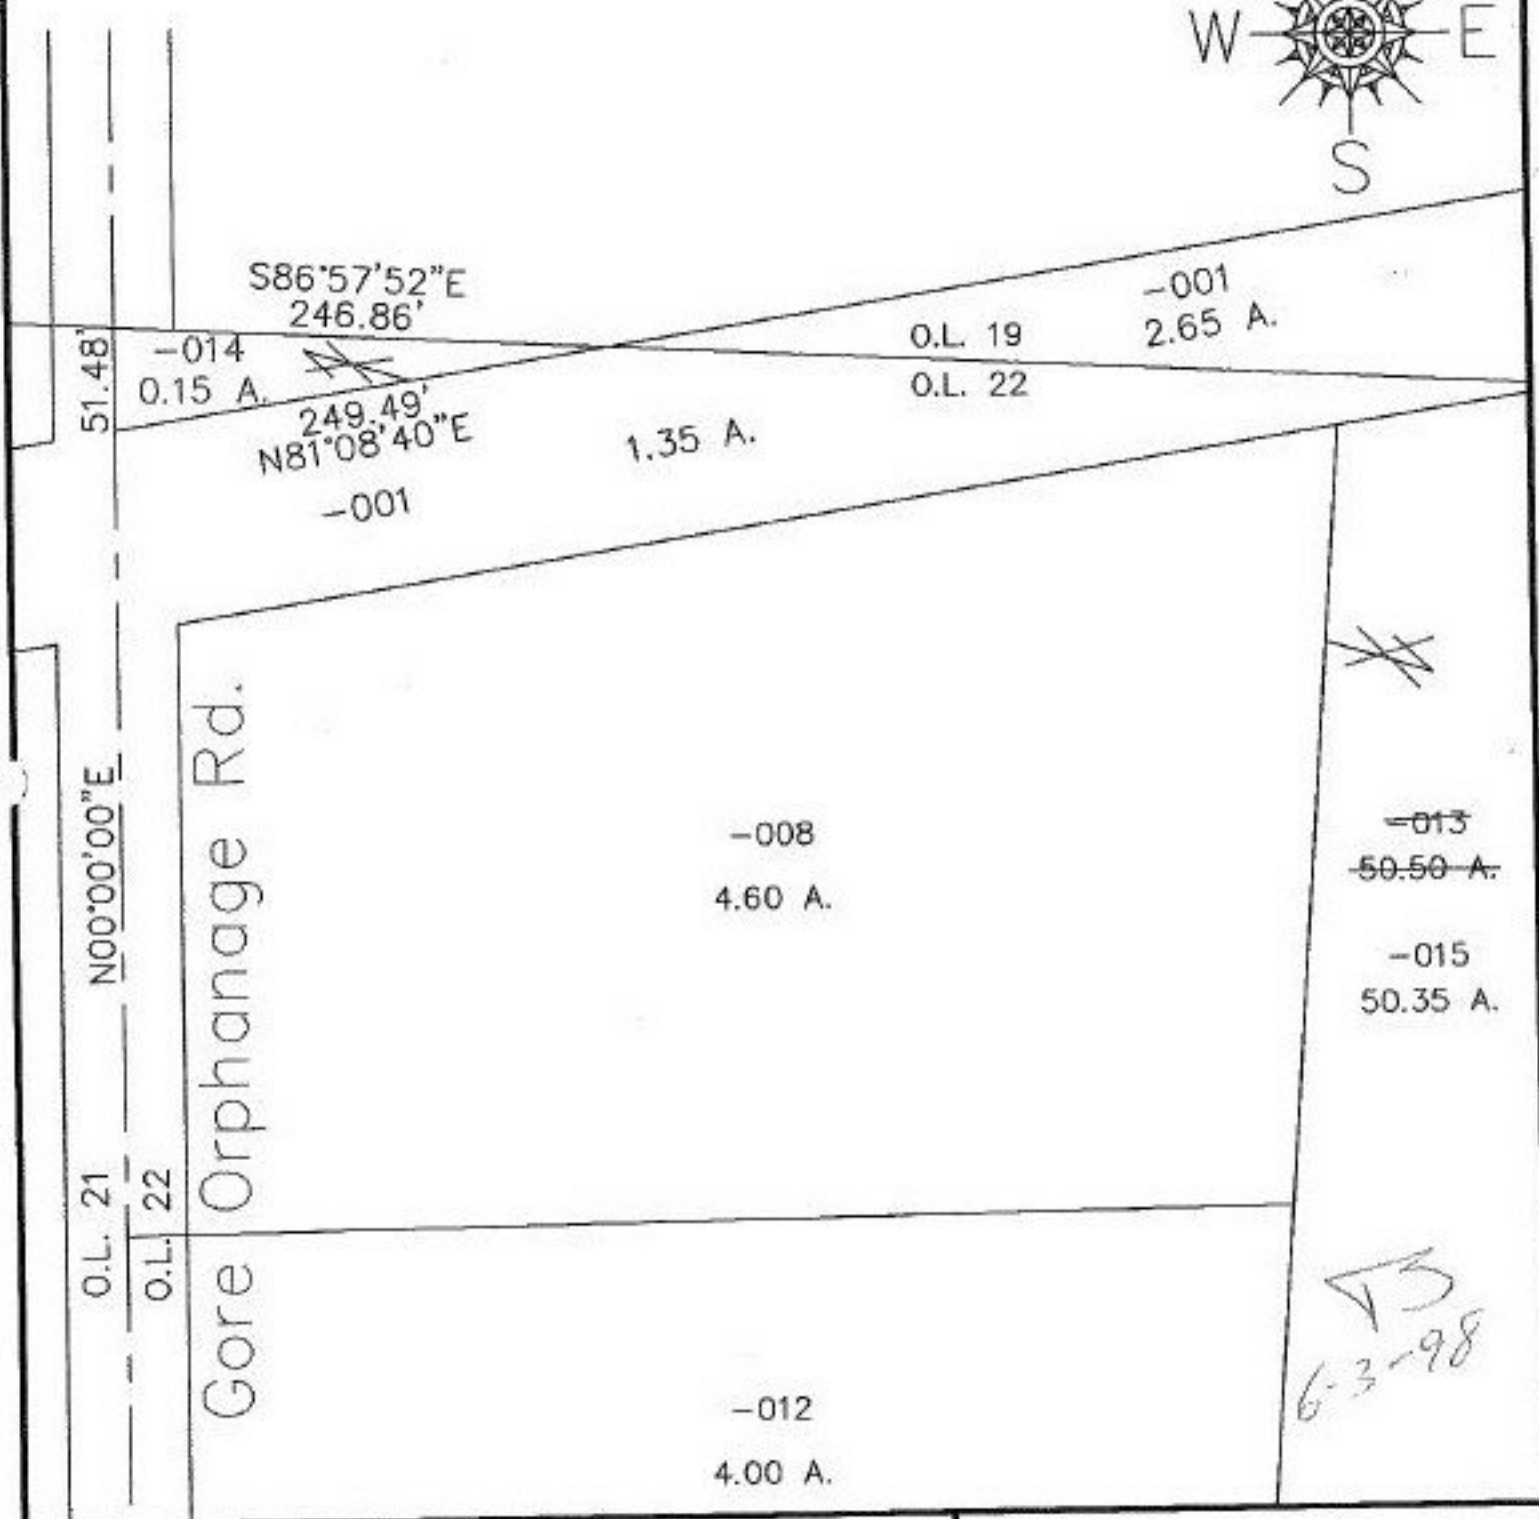 W E
S
S86°57'52"E
246.86'
-001
2.65 A.
O.L. 19
O.L. 22
51.48'
-014
0.15 A.
249.49'
N81°08'40"E
1.35 A.
-001
N00°00'00"E
Gore Orphanage Rd.
-008
4.60 A.
-013
50.50 A.
-015
50.35 A.
O.L. 21
O.L. 22
-012
4.00 A.
6-3-98